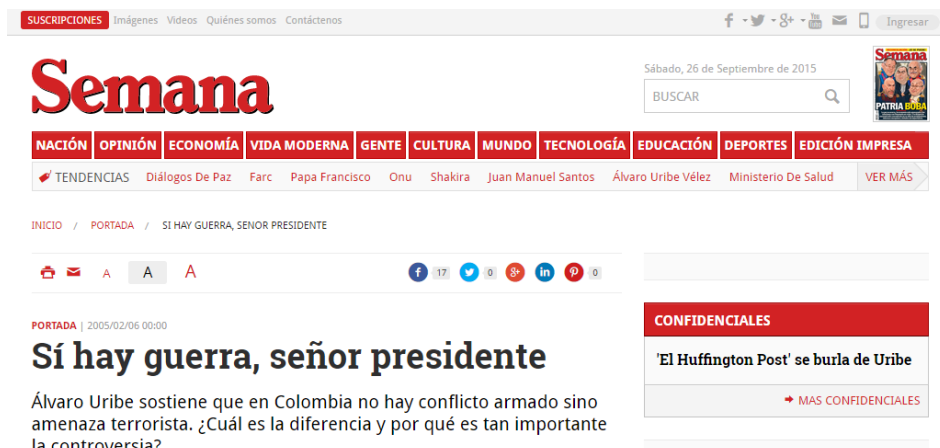 SUSCRIPCIONES Imágenes Videos Quiénes somos Contáctenos Ingresar
Semana
Sábado, 26 de Septiembre de 2015
BUSCAR
Semana
PATRIA BOBA
NACIÓN OPINIÓN ECONOMÍA VIDA MODERNA GENTE CULTURA MUNDO TECNOLOGÍA EDUCACIÓN DEPORTES EDICIÓN IMPRESA
TENDENCIAS Diálogos De Paz Farc Papa Francisco Onu Shakira Juan Manuel Santos Álvaro Uribe Vélez Ministerio De Salud VER MÁS
INICIO / PORTADA / SI HAY GUERRA, SENOR PRESIDENTE
A A A 17 0 0
PORTADA | 2005/02/06 00:00
Sí hay guerra, señor presidente
Álvaro Uribe sostiene que en Colombia no hay conflicto armado sino
amenaza terrorista. ¿Cuál es la diferencia y por qué es tan importante
la controversia?
CONFIDENCIALES
'El Huffington Post' se burla de Uribe
MAS CONFIDENCIALES